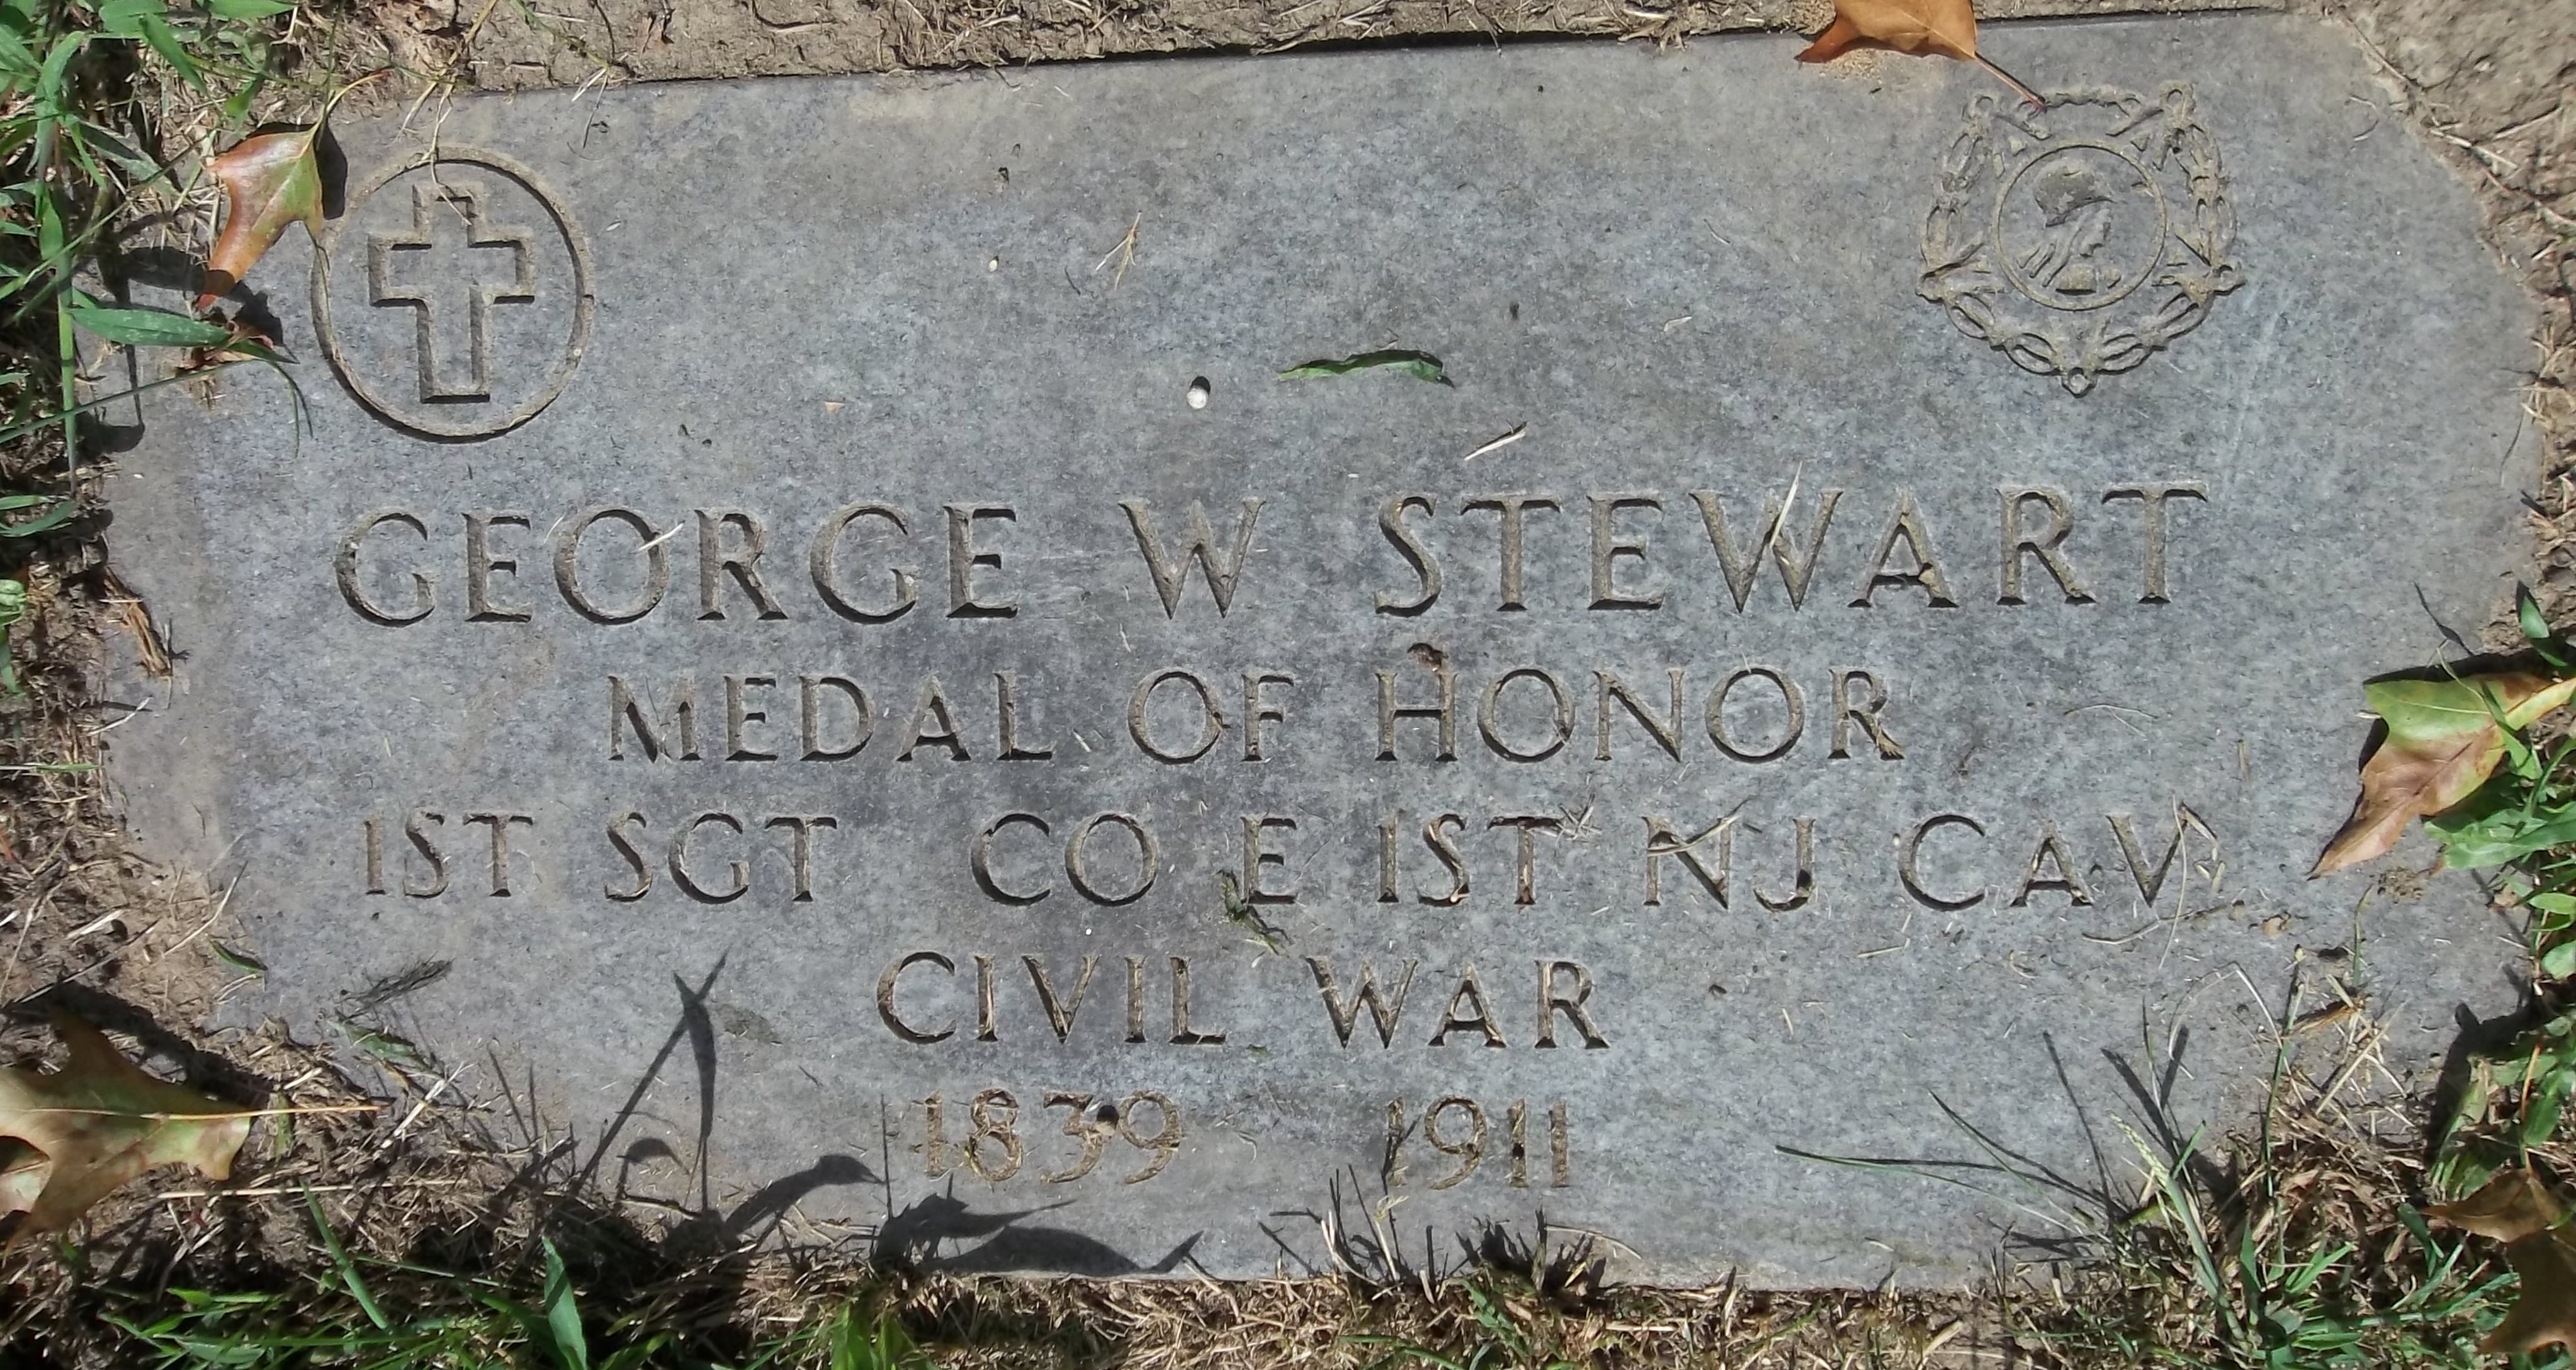 GEORGE W STEWART
MEDAL OF HONOR
1ST SGT CO E 1ST NJ CAV
CIVIL WAR
1839 1911